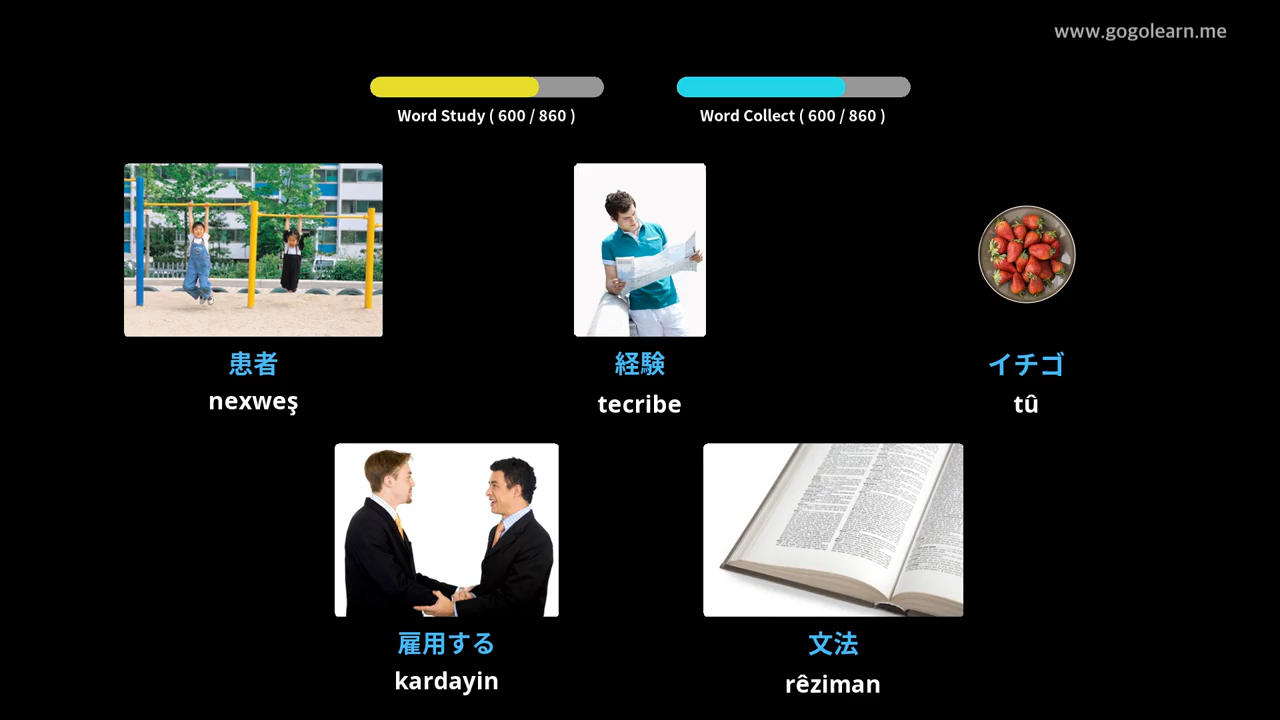 www.gogolearn.me
Word Study ( 600 / 860 )
Word Collect ( 600 / 860 )
患者
nexweş
経験
tecribe
イチゴ
tû
雇用する
kardayin
文法
rêziman